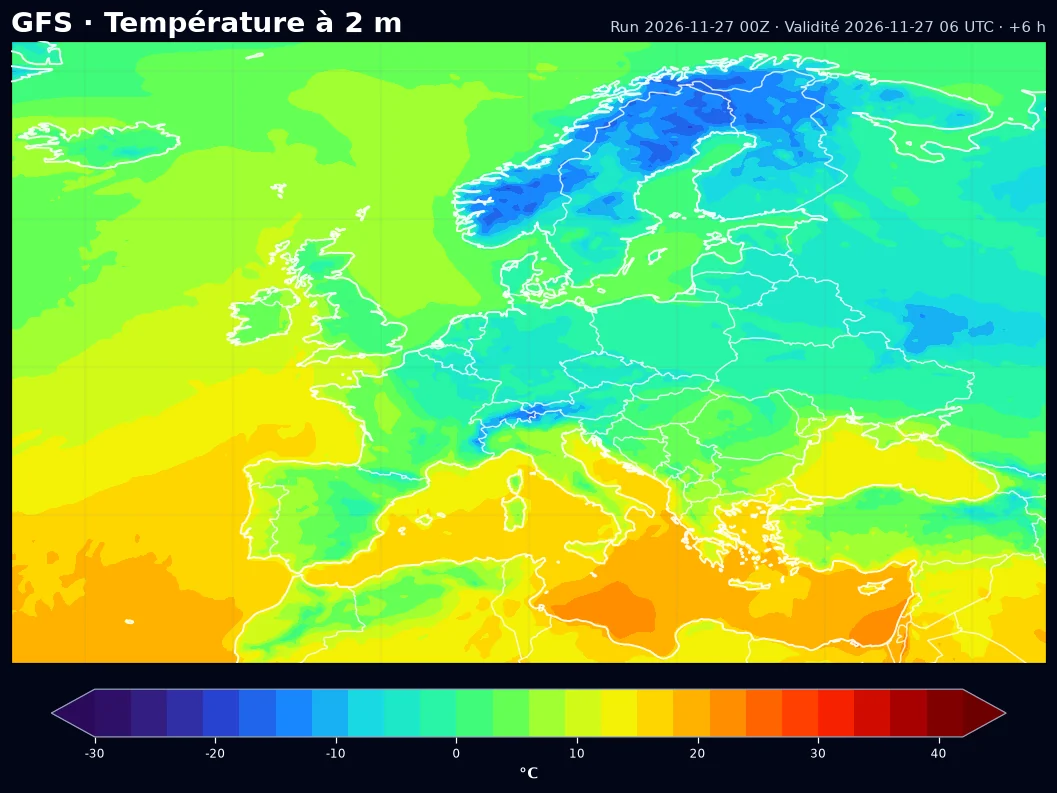 GFS · Température à 2 m
Run 2026-11-27 00Z · Validité 2026-11-27 06 UTC · +6 h
-30 -20 -10 0 10 20 30 40
°C